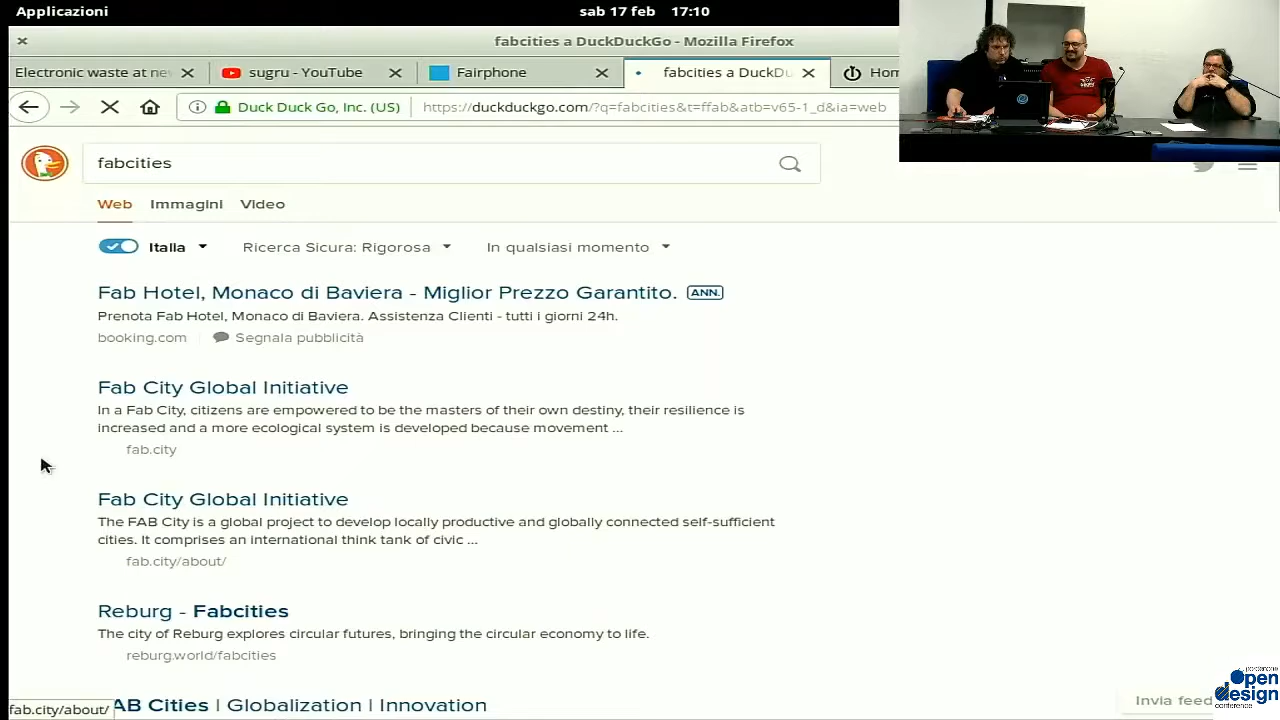 Applicazioni
sab 17 feb 17:10
fabcities a DuckDuckGo - Mozilla Firefox
Electronic waste at ne
sugru - YouTube
Fairphone
fabcities a DuckDu
Hom
Duck Duck Go, Inc. (US)
https://duckduckgo.com/?q=fabcities&t=ffab&atb=v65-1_d&ia=web
fabcities
Web Immagini Video
Italia
Ricerca Sicura: Rigorosa
In qualsiasi momento
Fab Hotel, Monaco di Baviera - Miglior Prezzo Garantito. ANN.
Prenota Fab Hotel, Monaco di Baviera. Assistenza Clienti - tutti i giorni 24h.
booking.com
Segnala pubblicità
Fab City Global Initiative
In a Fab City, citizens are empowered to be the masters of their own destiny, their resilience is
increased and a more ecological system is developed because movement ...
fab.city
Fab City Global Initiative
The FAB City is a global project to develop locally productive and globally connected self-sufficient
cities. It comprises an international think tank of civic ...
fab.city/about/
Reburg - Fabcities
The city of Reburg explores circular futures, bringing the circular economy to life.
reburg.world/fabcities
AB Cities | Globalization | Innovation
fab.city/about/
Invia feed
pordenone
open
design
conference